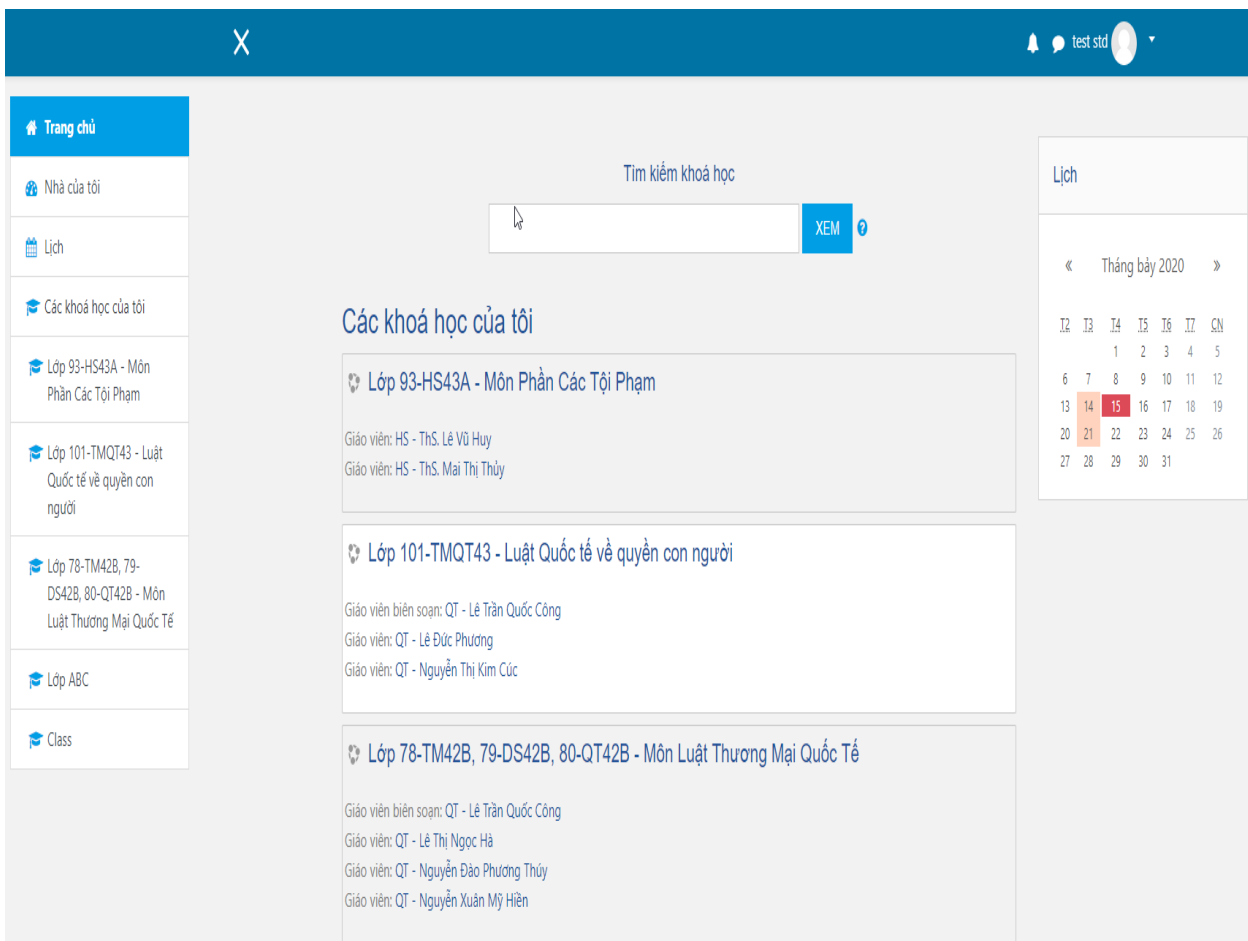 X
test std
Trang chủ
Nhà của tôi
Lịch
Các khoá học của tôi
Lớp 93-HS43A - Môn
Phần Các Tội Phạm
Lớp 101-TMQT43 - Luật
Quốc tế về quyền con
người
Lớp 78-TM42B, 79-
DS42B, 80-QT42B - Môn
Luật Thương Mại Quốc Tế
Lớp ABC
Class
Tìm kiếm khoá học
XEM
Các khoá học của tôi
Lớp 93-HS43A - Môn Phần Các Tội Phạm
Giáo viên: HS - ThS. Lê Vũ Huy
Giáo viên: HS - ThS. Mai Thị Thủy
Lớp 101-TMQT43 - Luật Quốc tế về quyền con người
Giáo viên biên soạn: QT - Lê Trần Quốc Công
Giáo viên: QT - Lê Đức Phương
Giáo viên: QT - Nguyễn Thị Kim Cúc
Lớp 78-TM42B, 79-DS42B, 80-QT42B - Môn Luật Thương Mại Quốc Tế
Giáo viên biên soạn: QT - Lê Trần Quốc Công
Giáo viên: QT - Lê Thị Ngọc Hà
Giáo viên: QT - Nguyễn Đào Phương Thúy
Giáo viên: QT - Nguyễn Xuân Mỹ Hiền
Lịch
« Tháng bảy 2020 »
T2 T3 T4 T5 T6 T7 CN
1 2 3 4 5
6 7 8 9 10 11 12
13 14 15 16 17 18 19
20 21 22 23 24 25 26
27 28 29 30 31